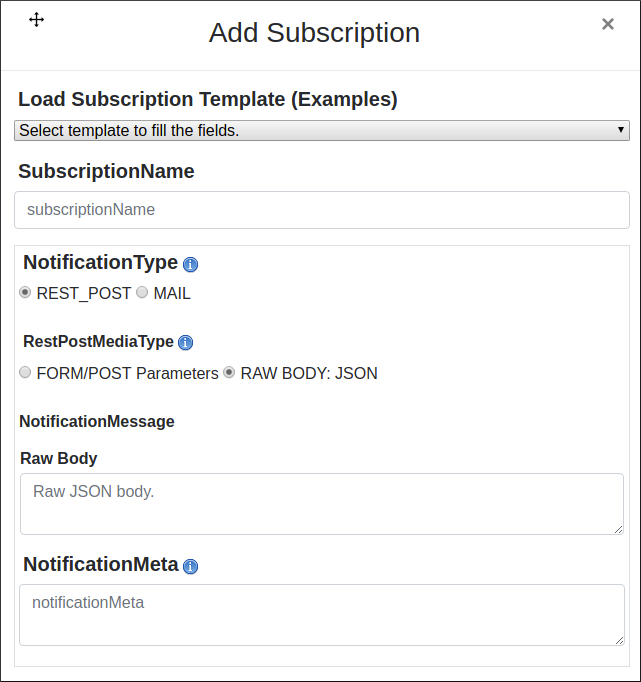 Add Subscription
×
Load Subscription Template (Examples)
Select template to fill the fields.
SubscriptionName
subscriptionName
NotificationType
REST_POST MAIL
RestPostMediaType
FORM/POST Parameters RAW BODY: JSON
NotificationMessage
Raw Body
Raw JSON body.
NotificationMeta
notificationMeta